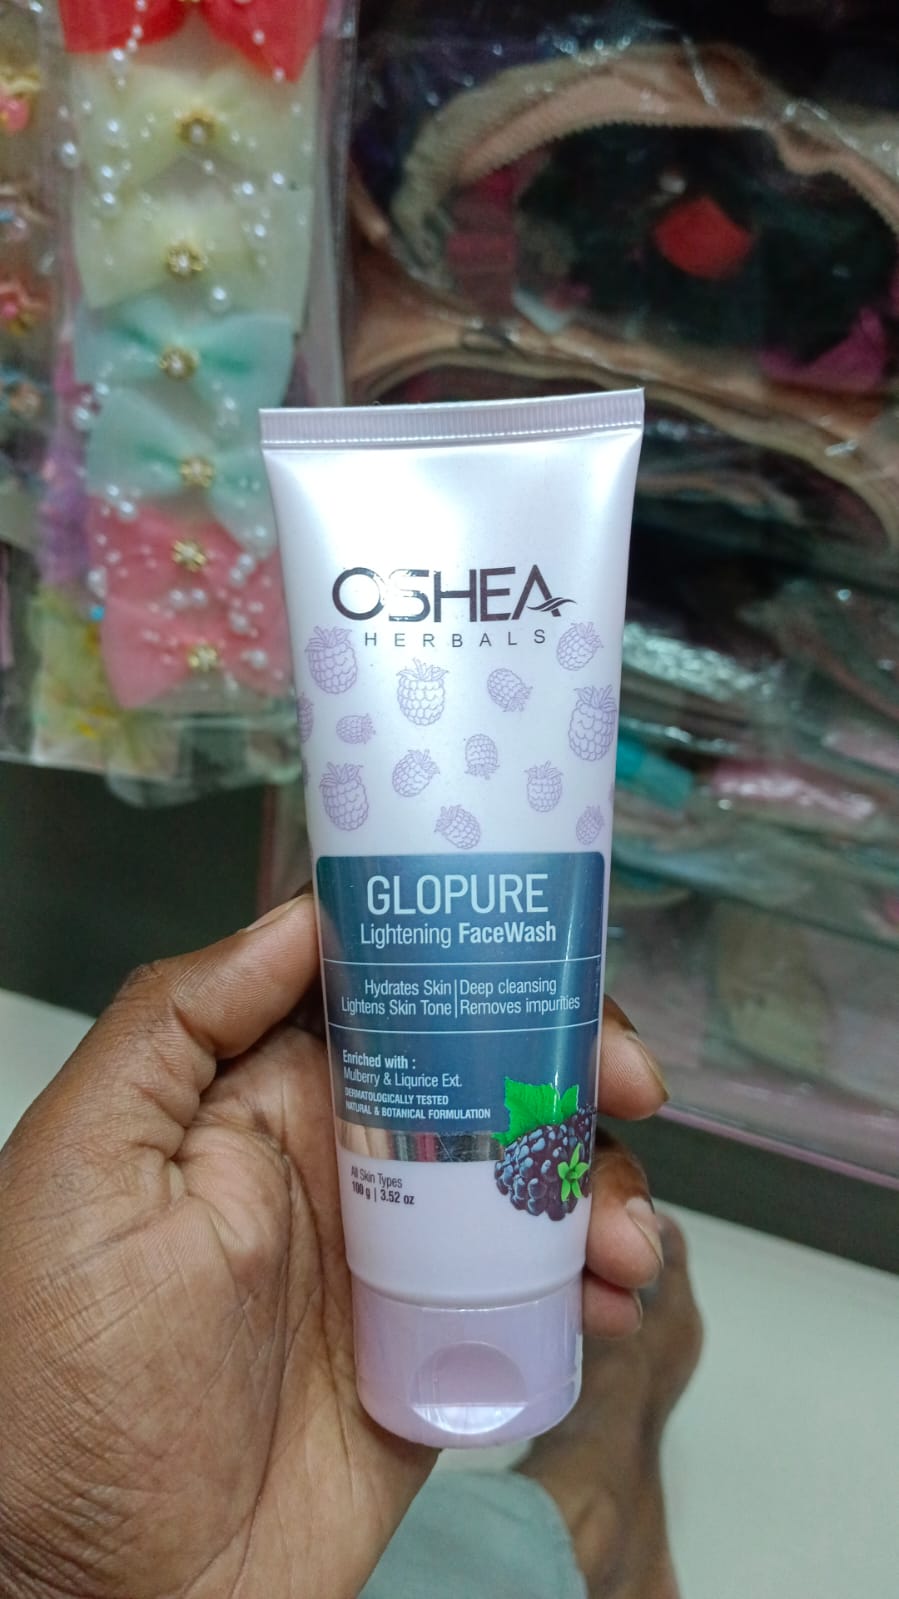 OSHEA
HERBALS
GLOPURE
Lightening FaceWash
Hydrates Skin | Deep cleansing
Lightens Skin Tone | Removes impurities
Enriched with :
Mulberry & Liqurice Ext.
DERMATOLOGICALLY TESTED
NATURAL & BOTANICAL FORMULATION
All Skin Types
100 g | 3.52 oz